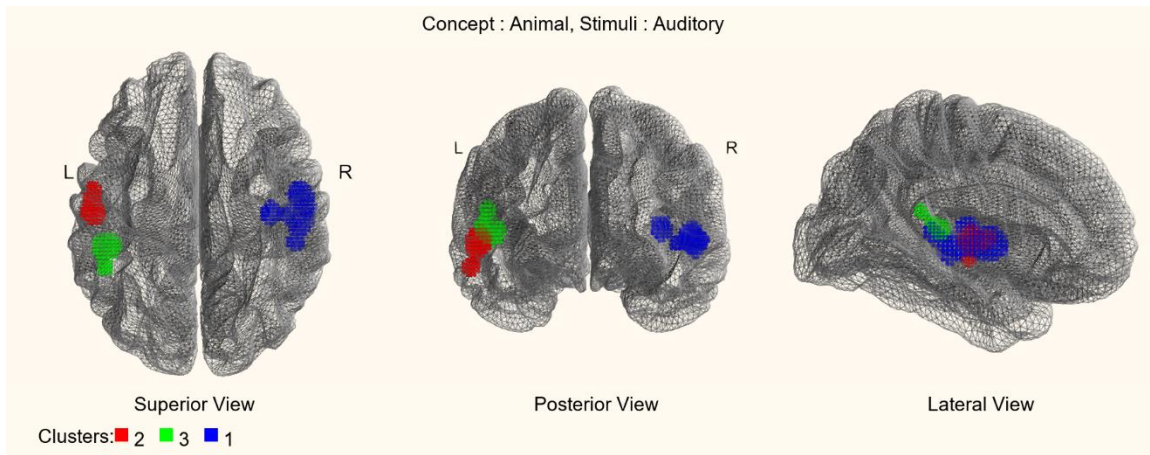 Concept : Animal, Stimuli : Auditory
L
R
L
R
Superior View
Posterior View
Lateral View
Clusters: 2 3 1